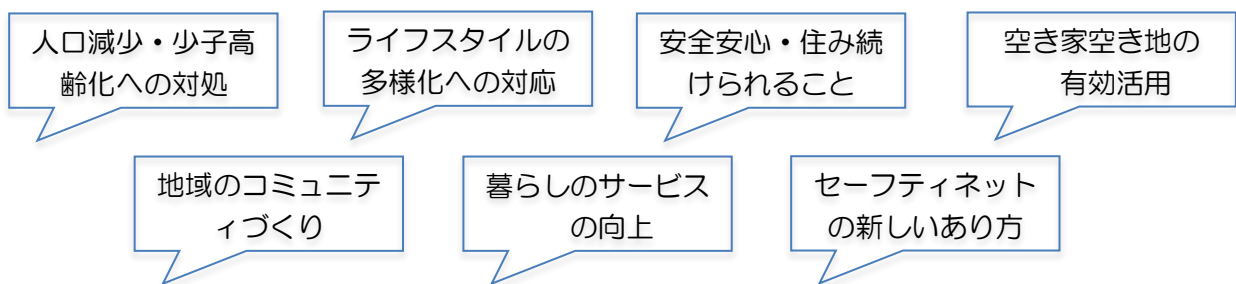 人口減少・少子高
齢化への対処
ライフスタイルの
多様化への対応
安全安心・住み続
けられること
空き家空き地の
有効活用
地域のコミュニテ
ィづくり
暮らしのサービス
の向上
セーフティネット
の新しいあり方